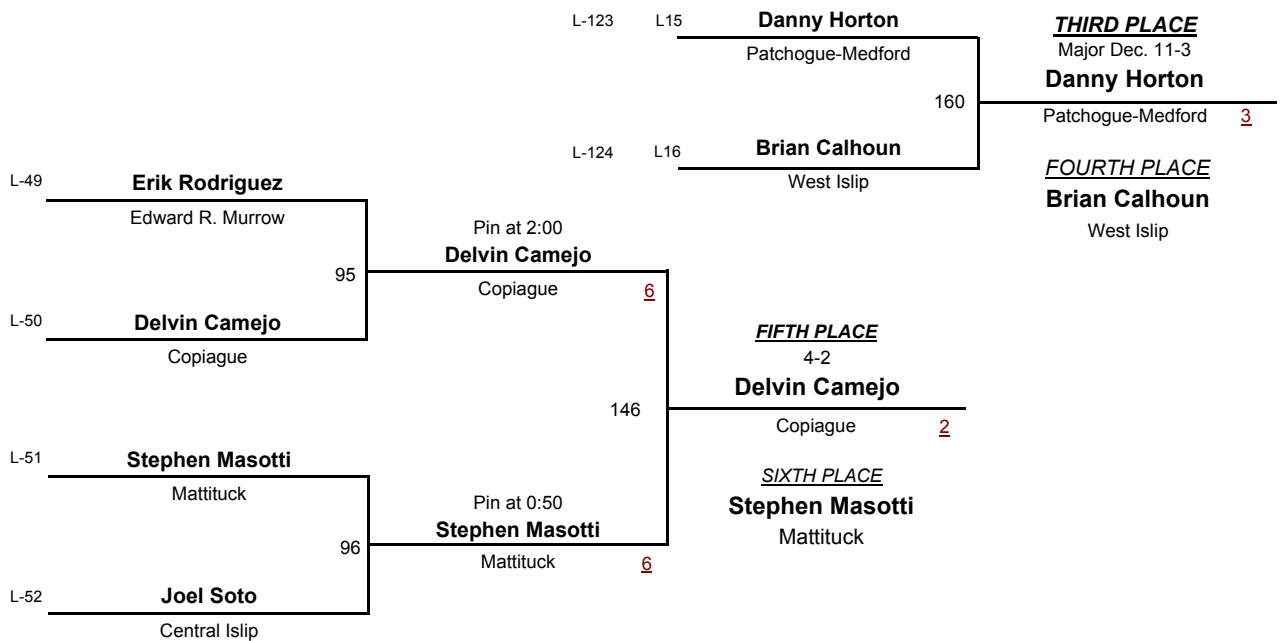 L-123 L15 Danny Horton
Patchogue-Medford
160
L-124 L16 Brian Calhoun
West Islip
THIRD PLACE
Major Dec. 11-3
Danny Horton
Patchogue-Medford 3
FOURTH PLACE
Brian Calhoun
West Islip
L-49 Erik Rodriguez
Edward R. Murrow
95
L-50 Delvin Camejo
Copiague
Pin at 2:00
Delvin Camejo
Copiague 6
146
L-51 Stephen Masotti
Mattituck
96
L-52 Joel Soto
Central Islip
Pin at 0:50
Stephen Masotti
Mattituck 6
FIFTH PLACE
4-2
Delvin Camejo
Copiague 2
SIXTH PLACE
Stephen Masotti
Mattituck